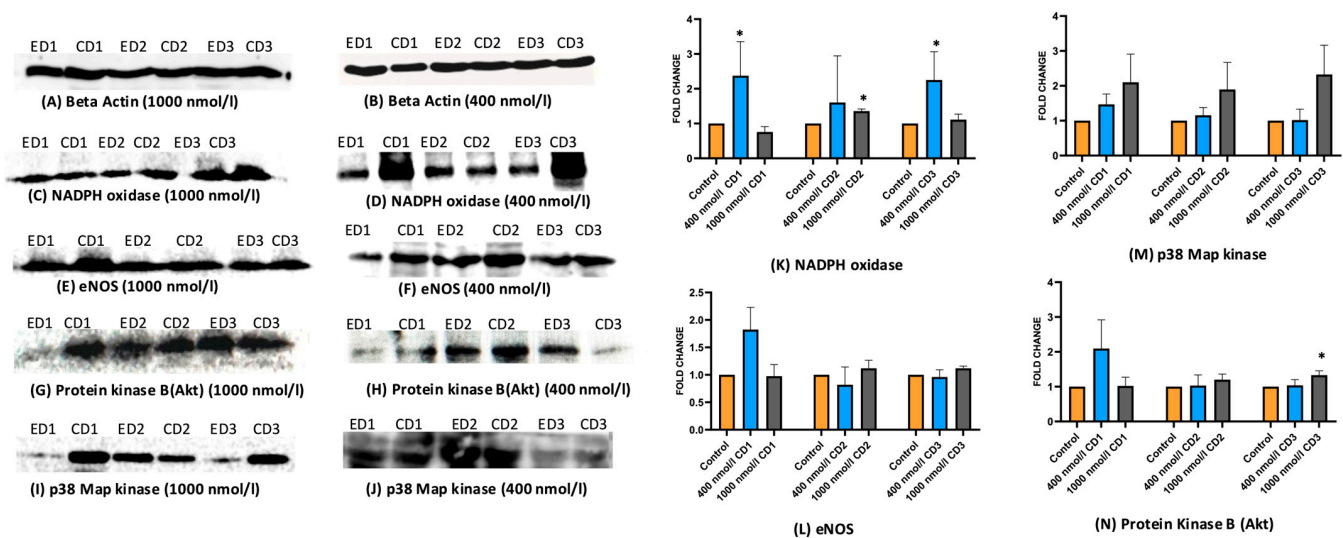 ED1 CD1 ED2 CD2 ED3 CD3
(A) Beta Actin (1000 nmol/l)
ED1 CD1 ED2 CD2 ED3 CD3
(B) Beta Actin (400 nmol/l)
ED1 CD1 ED2 CD2 ED3 CD3
(C) NADPH oxidase (1000 nmol/l)
ED1 CD1 ED2 CD2 ED3 CD3
(D) NADPH oxidase (400 nmol/l)
ED1 CD1 ED2 CD2 ED3 CD3
(E) eNOS (1000 nmol/l)
ED1 CD1 ED2 CD2 ED3 CD3
(F) eNOS (400 nmol/l)
ED1 CD1 ED2 CD2 ED3 CD3
(G) Protein kinase B(Akt) (1000 nmol/l)
ED1 CD1 ED2 CD2 ED3 CD3
(H) Protein kinase B(Akt) (400 nmol/l)
ED1 CD1 ED2 CD2 ED3 CD3
(I) p38 Map kinase (1000 nmol/l)
ED1 CD1 ED2 CD2 ED3 CD3
(J) p38 Map kinase (400 nmol/l)
FOLD CHANGE
4
3
2
1
0
*
*
*
Control
400 nmol/l CD1
1000 nmol/l CD1
Control
400 nmol/l CD2
1000 nmol/l CD2
Control
400 nmol/l CD3
1000 nmol/l CD3
(K) NADPH oxidase
FOLD CHANGE
4
3
2
1
0
Control
400 nmol/l CD1
1000 nmol/l CD1
Control
400 nmol/l CD2
1000 nmol/l CD2
Control
400 nmol/l CD3
1000 nmol/l CD3
(M) p38 Map kinase
FOLD CHANGE
2.5
2.0
1.5
1.0
0.5
0.0
Control
400 nmol/l CD1
1000 nmol/l CD1
Control
400 nmol/l CD2
1000 nmol/l CD2
Control
400 nmol/l CD3
1000 nmol/l CD3
(L) eNOS
FOLD CHANGE
4
3
2
1
0
*
Control
400 nmol/l CD1
1000 nmol/l CD1
Control
400 nmol/l CD2
1000 nmol/l CD2
Control
400 nmol/l CD3
1000 nmol/l CD3
(N) Protein Kinase B (Akt)